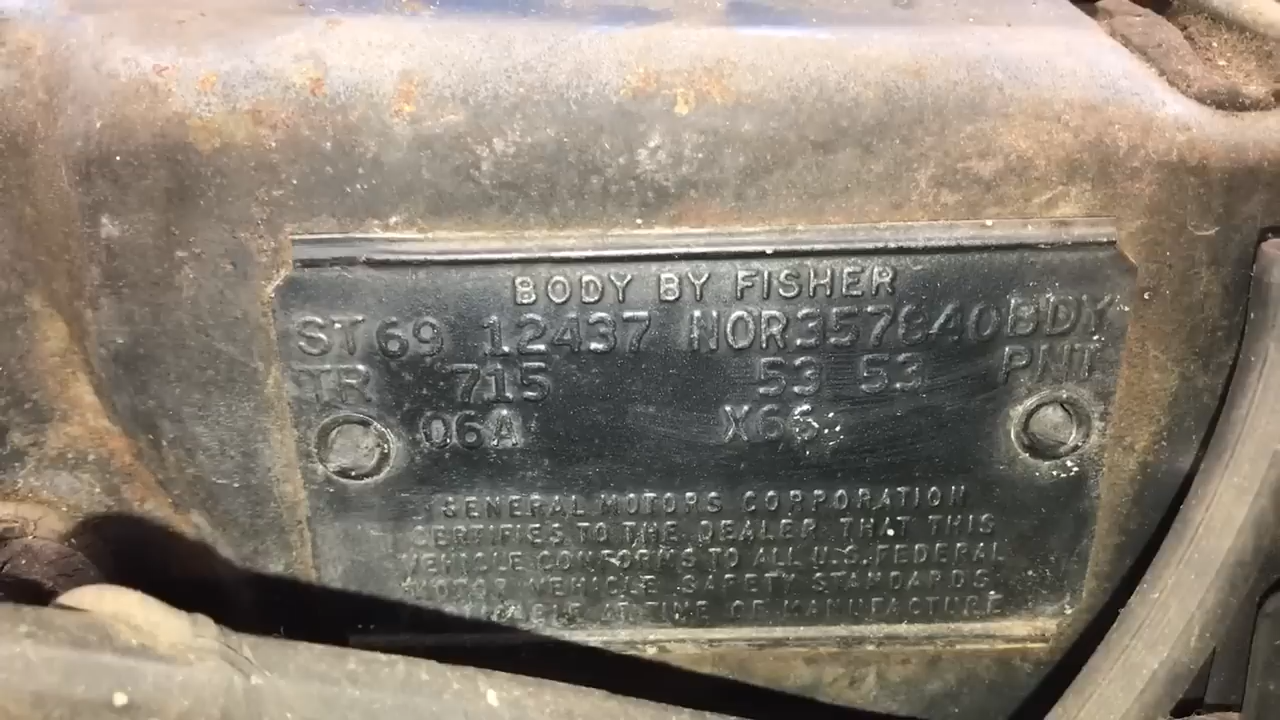 BODY BY FISHER
ST 69 12437 NOR357840 BDY
TR 715 53 53 PNT
06A X66
GENERAL MOTORS CORPORATION
CERTIFIES TO THE DEALER THAT THIS
VEHICLE CONFORMS TO ALL U.S. FEDERAL
MOTOR VEHICLE SAFETY STANDARDS
AT TIME OF MANUFACTURE